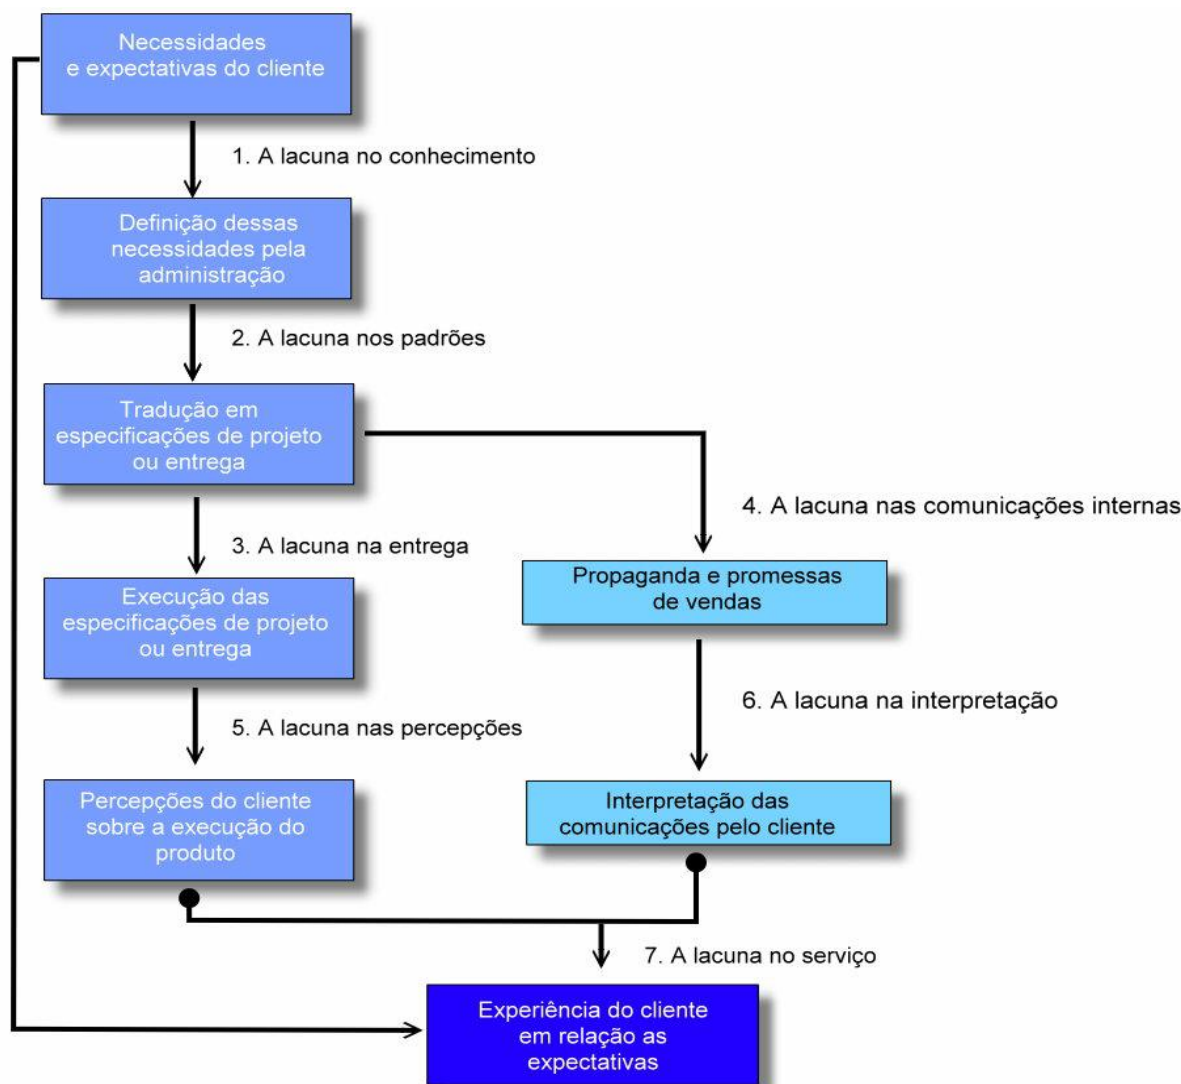 Necessidades
e expectativas do cliente
1. A lacuna no conhecimento
Definição dessas
necessidades pela
administração
2. A lacuna nos padrões
Tradução em
especificações de projeto
ou entrega
4. A lacuna nas comunicações internas
3. A lacuna na entrega
Propaganda e promessas
de vendas
Execução das
especificações de projeto
ou entrega
6. A lacuna na interpretação
5. A lacuna nas percepções
Percepções do cliente
sobre a execução do
produto
Interpretação das
comunicações pelo cliente
7. A lacuna no serviço
Experiência do cliente
em relação as
expectativas